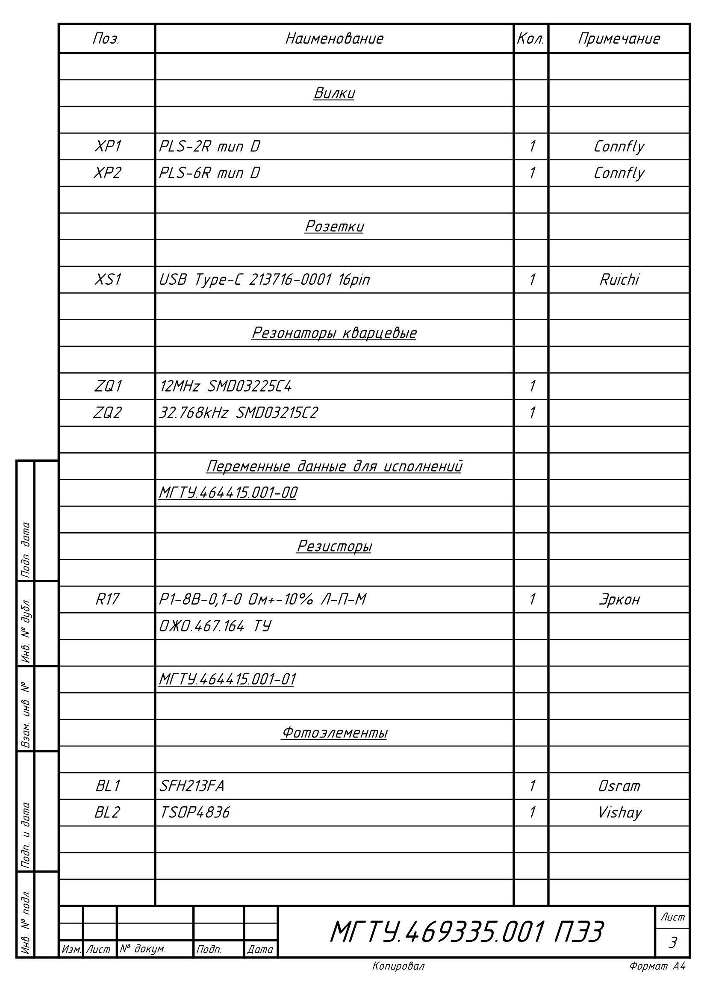 Поз. Наименование Кол. Примечание
Вилки
XP1 PLS-2R тип D 1 Connfly
XP2 PLS-6R тип D 1 Connfly
Розетки
XS1 USB Type-C 213716-0001 16pin 1 Ruichi
Резонаторы кварцевые
ZQ1 12MHz SMD03225C4 1
ZQ2 32.768kHz SMD03215C2 1
Переменные данные для исполнений
МГТУ.464415.001-00
Резисторы
R17 Р1-8В-0,1-0 Ом+-10% Л-П-М 1 Эркон
ОЖ0.467.164 ТУ
МГТУ.464415.001-01
Фотоэлементы
BL1 SFH213FA 1 Osram
BL2 TSOP4836 1 Vishay
Подп. дата
Инв. № дубл.
Взам. инв. №
Подп. и дата
Инв. № подл.
Изм. Лист № докум. Подп. Дата
МГТУ.469335.001 ПЭ3
Лист
3
Копировал Формат А4